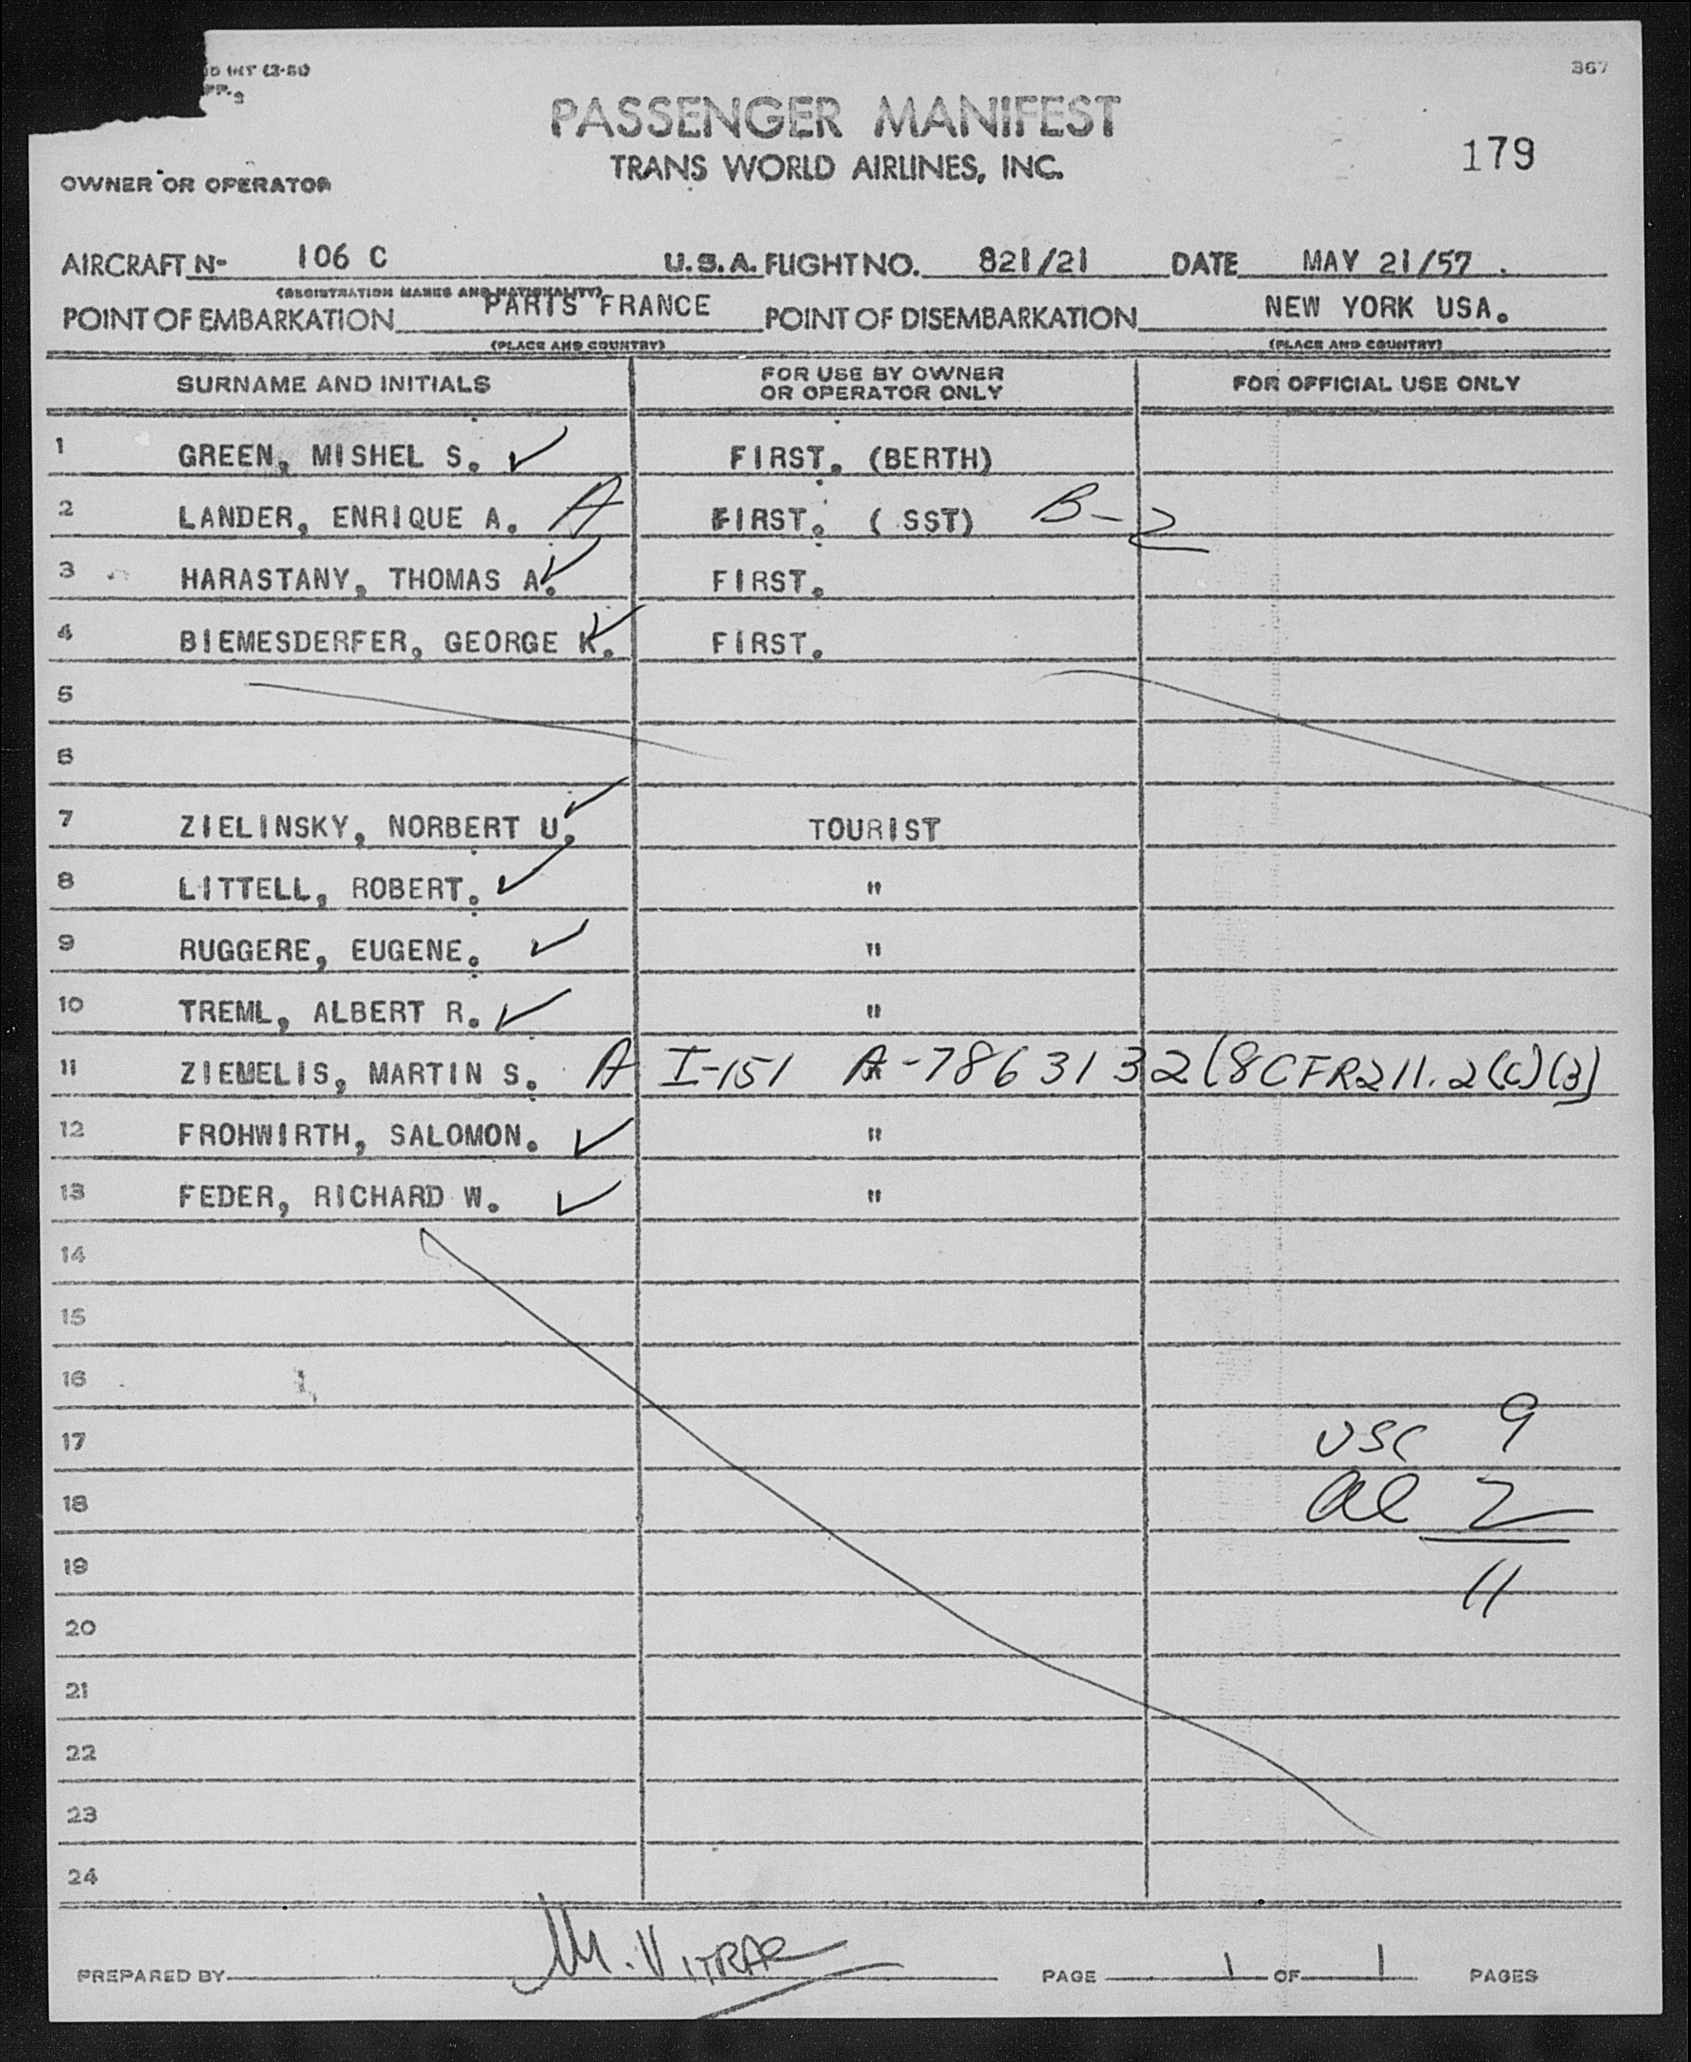 367
PASSENGER MANIFEST
TRANS WORLD AIRLINES, INC.
179
OWNER OR OPERATOR
AIRCRAFT N- 106 C U.S.A. FLIGHT NO. 821/21 DATE MAY 21/57 .
(REGISTRATION MARKS AND NATIONALITY)
POINT OF EMBARKATION PARIS FRANCE POINT OF DISEMBARKATION NEW YORK USA.
(PLACE AND COUNTRY) (PLACE AND COUNTRY)
SURNAME AND INITIALS FOR USE BY OWNER OR OPERATOR ONLY FOR OFFICIAL USE ONLY
1 GREEN, MISHEL S. ✓ FIRST. (BERTH)
2 LANDER, ENRIQUE A. A FIRST. ( SST) B-2
3 HARASTANY, THOMAS A. ✓ FIRST.
4 BIEMESDERFER, GEORGE K. ✓ FIRST.
5
6
7 ZIELINSKY, NORBERT U. ✓ TOURIST
8 LITTELL, ROBERT. ✓ "
9 RUGGERE, EUGENE. ✓ "
10 TREML, ALBERT R. ✓ "
11 ZIEMELIS, MARTIN S. A I-151 A-7863132 (8CFR211.2(c)(3)
12 FROHWIRTH, SALOMON. ✓ "
13 FEDER, RICHARD W. ✓ "
14
15
16
17 USC 9
18 al 2
19 11
20
21
22
23
24
PREPARED BY M. VITRAR PAGE 1 OF 1 PAGES